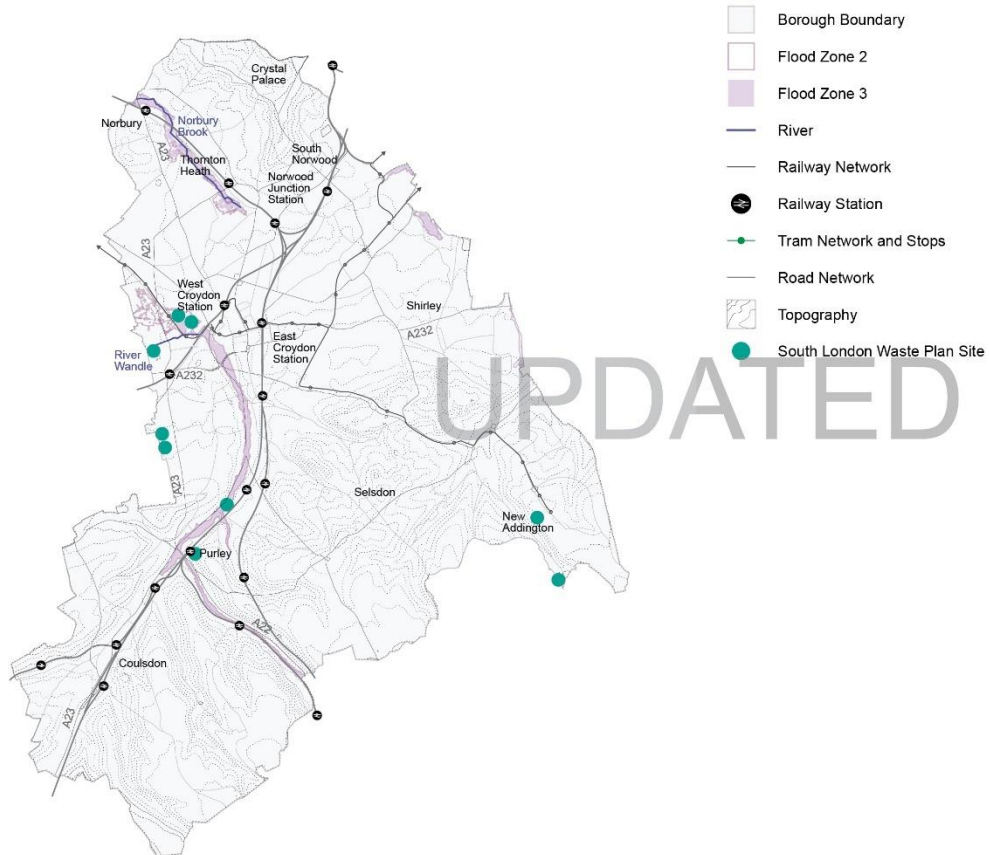 Borough Boundary
Flood Zone 2
Flood Zone 3
River
Railway Network
Railway Station
Tram Network and Stops
Road Network
Topography
South London Waste Plan Site
UPDATED
Crystal
Palace
Norbury
Norbury
Brook
A23
Thornton
Heath
South
Norwood
Norwood
Junction
Station
A23
West
Croydon
Station
Shirley
A232
East
Croydon
Station
River
Wandle
A232
A23
Selsdon
New
Addington
Purley
A22
Coulsdon
A23